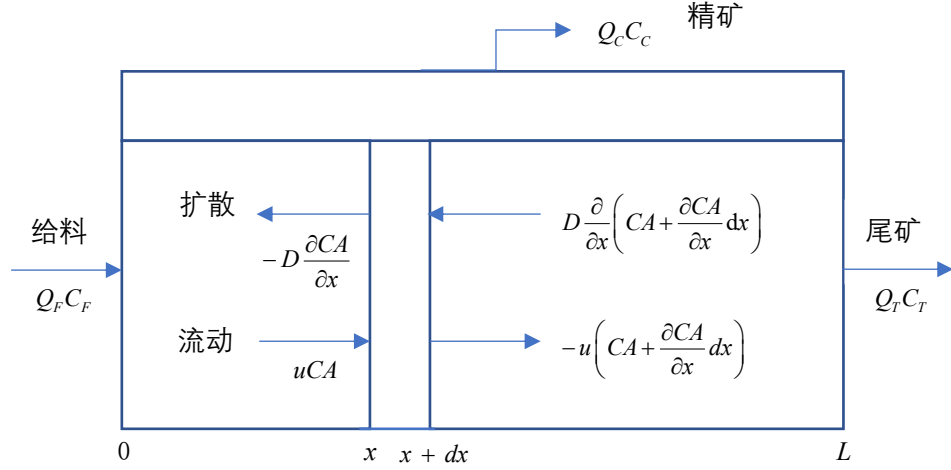 精矿
Q_C C_C
扩散
-D ∂CA/∂x
D ∂/∂x (CA + ∂CA/∂x dx)
给料
Q_F C_F
尾矿
Q_T C_T
流动
uCA
-u (CA + ∂CA/∂x dx)
0
x
x + dx
L